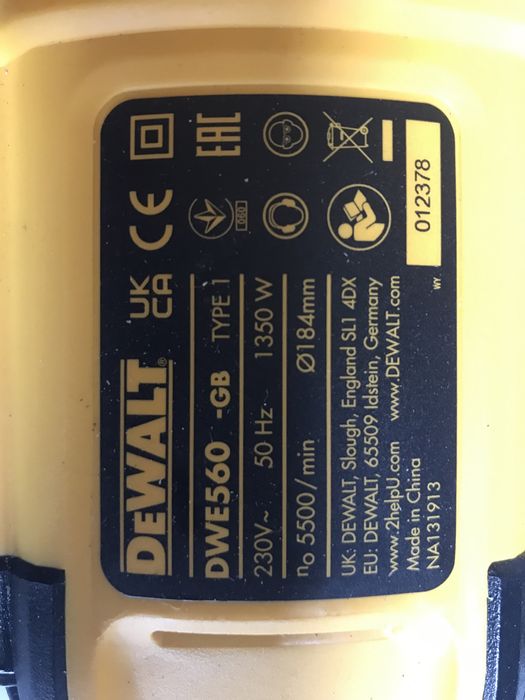 DEWALT®
UK
CA
CE
EAC
DWE560 -GB TYPE 1
060
230V~ 50 Hz~ 1350 W
n₀ 5500/min Ø184mm
UK: DEWALT, Slough, England SL1 4DX
EU: DEWALT, 65509 Idstein, Germany
www.2helpU.com www.DEWALT.com
Made in China
NA131913
WY
012378